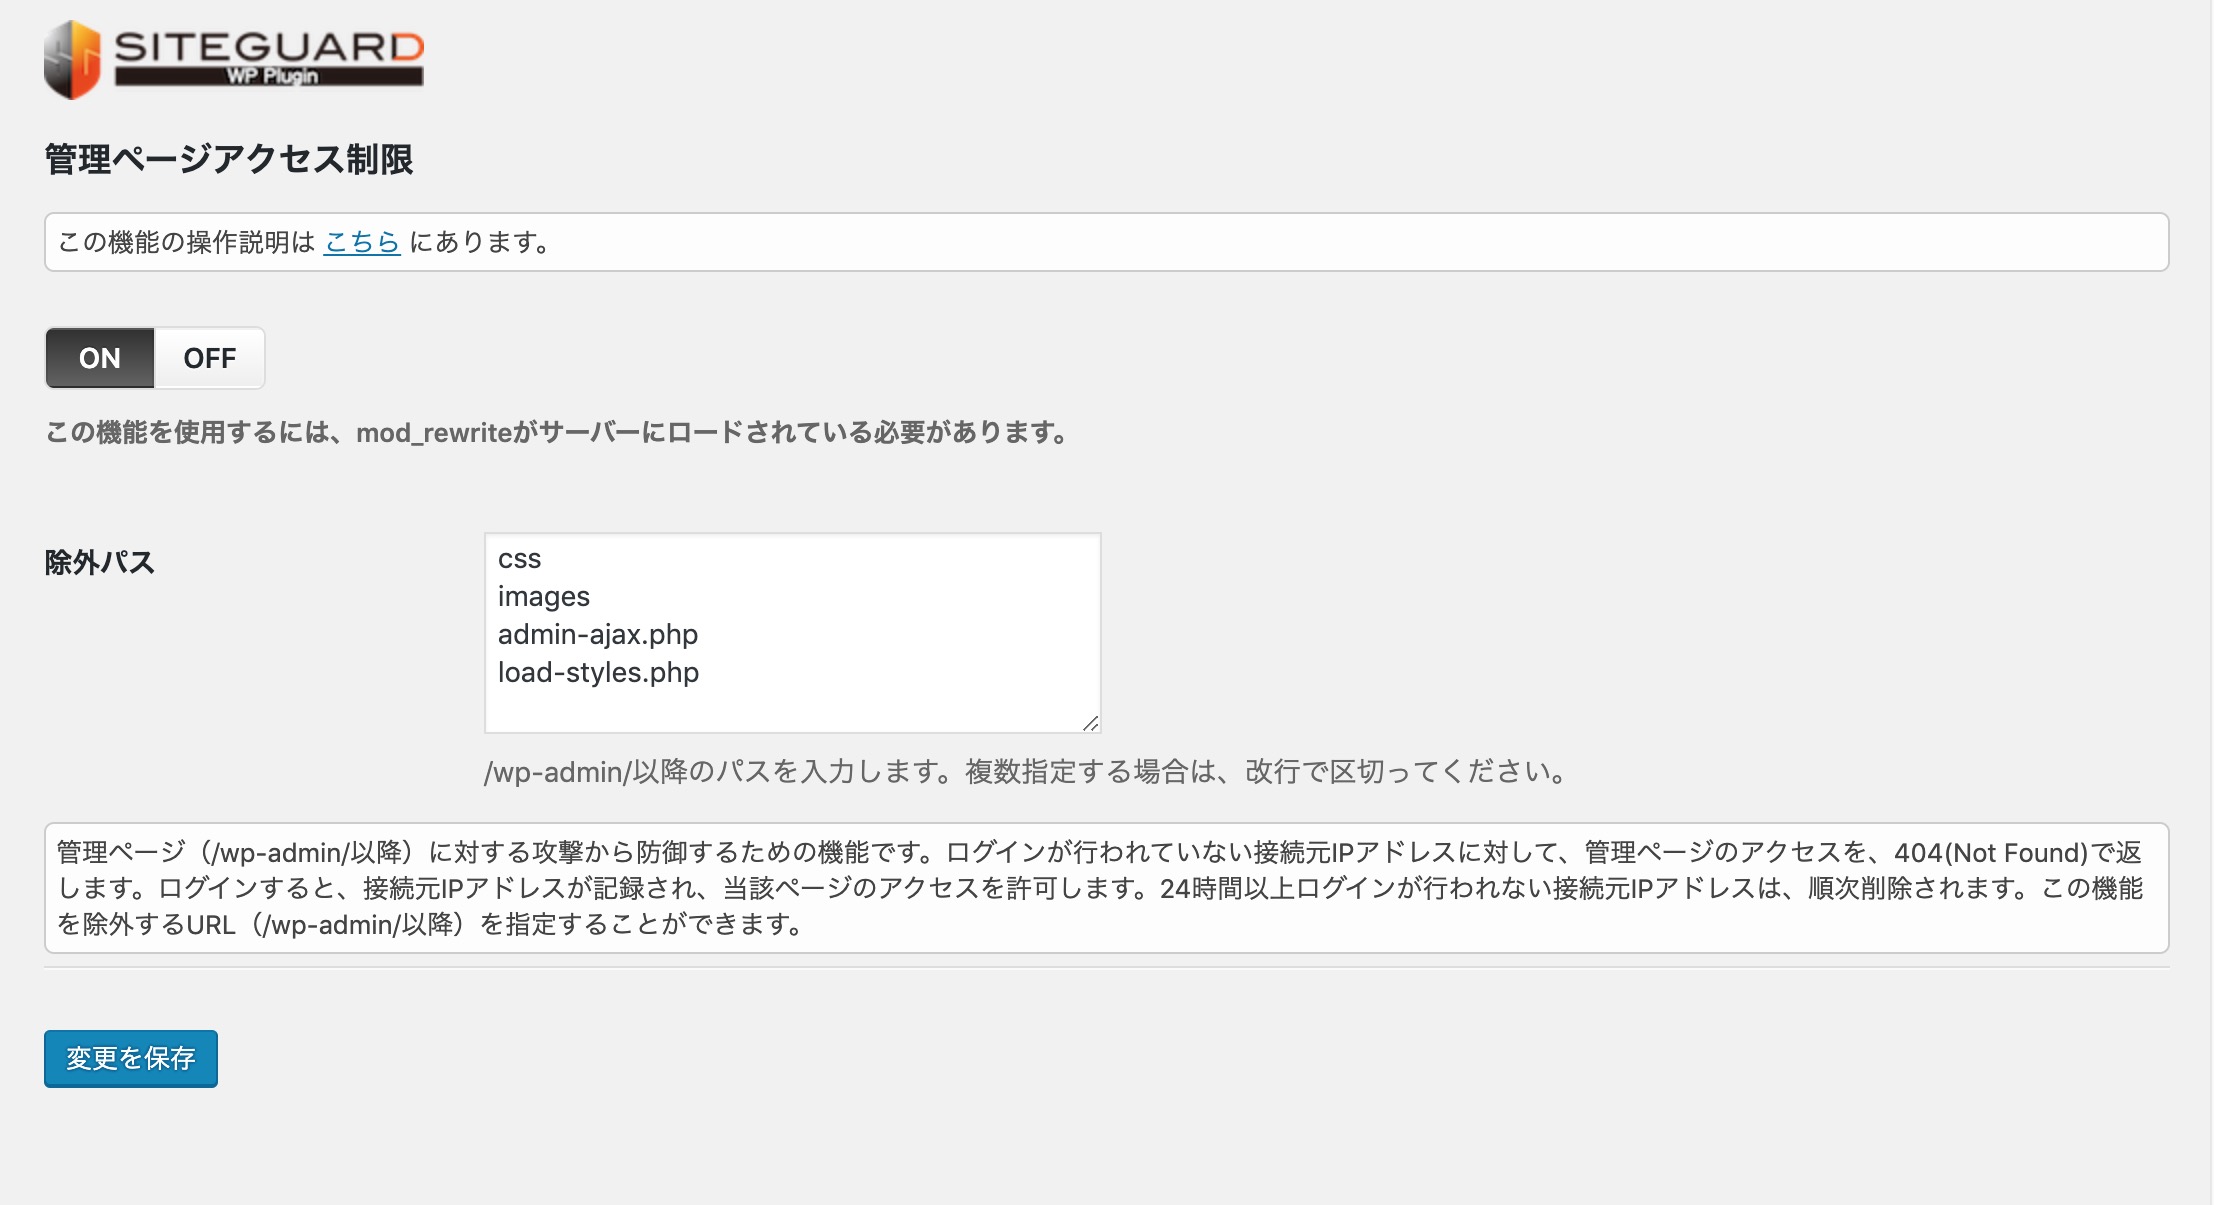 SITEGUARD
WP Plugin
管理ページアクセス制限
この機能の操作説明は こちら にあります。
ON OFF
この機能を使用するには、mod_rewriteがサーバーにロードされている必要があります。
除外パス
css
images
admin-ajax.php
load-styles.php
/wp-admin/以降のパスを入力します。複数指定する場合は、改行で区切ってください。
管理ページ（/wp-admin/以降）に対する攻撃から防御するための機能です。ログインが行われていない接続元IPアドレスに対して、管理ページのアクセスを、404(Not Found)で返
します。ログインすると、接続元IPアドレスが記録され、当該ページのアクセスを許可します。24時間以上ログインが行われない接続元IPアドレスは、順次削除されます。この機能
を除外するURL（/wp-admin/以降）を指定することができます。
変更を保存